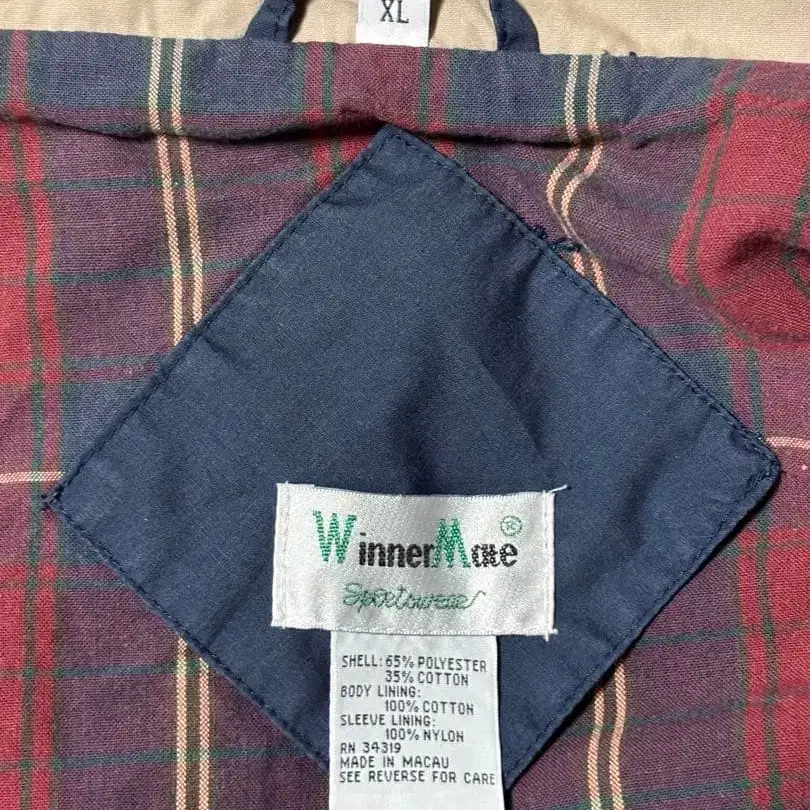 XL
WinnerMate®
Sportswear
SHELL: 65% POLYESTER
35% COTTON
BODY LINING:
100% COTTON
SLEEVE LINING:
100% NYLON
RN 34319
MADE IN MACAU
SEE REVERSE FOR CARE